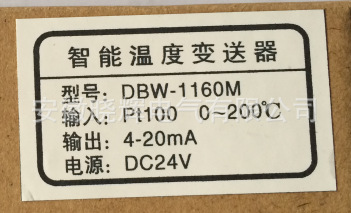 智能温度变送器
型号: DBW-1160M
输入: Pt100 0~200℃
输出: 4-20mA
电源: DC24V